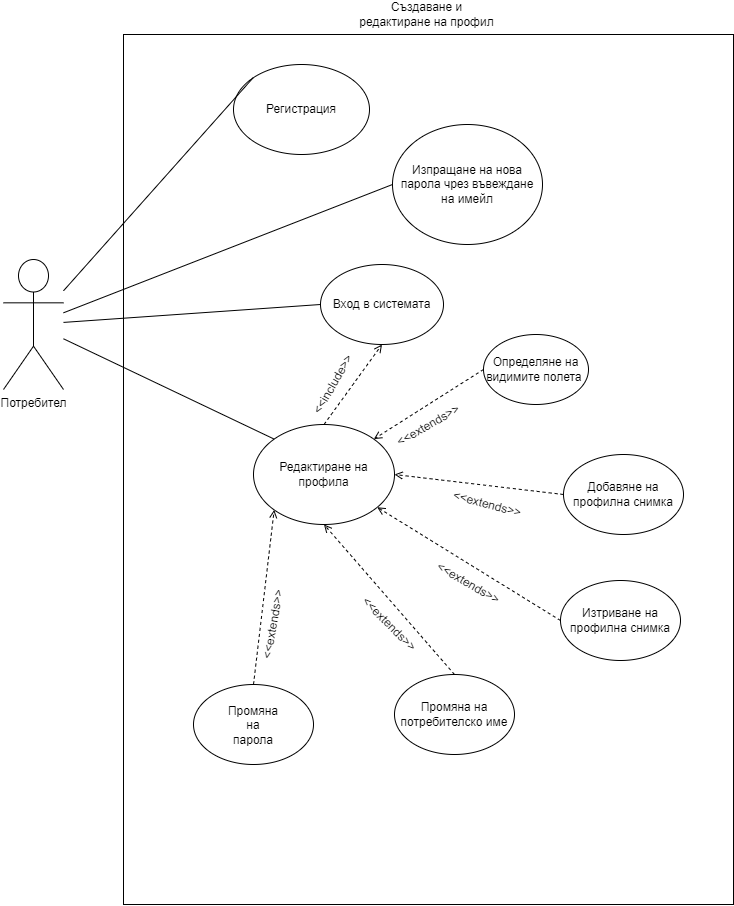 Създаване и
редактиране на профил
Регистрация
Изпращане на нова
парола чрез въвеждане
на имейл
Вход в системата
Потребител
<<include>>
Определяне на
видимите полета
<<extends>>
Редактиране на
профила
Добавяне на
профилна снимка
<<extends>>
<<extends>>
Изтриване на
профилна снимка
<<extends>>
<<extends>>
Промяна
на
парола
Промяна на
потребителско име